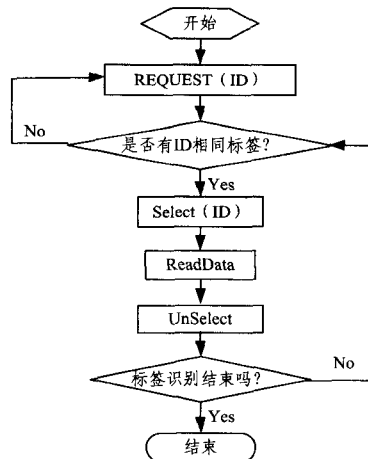 开始
REQUEST（ID）
No
是否有ID相同标签?
Yes
Select（ID）
ReadData
UnSelect
No
标签识别结束吗?
Yes
结束